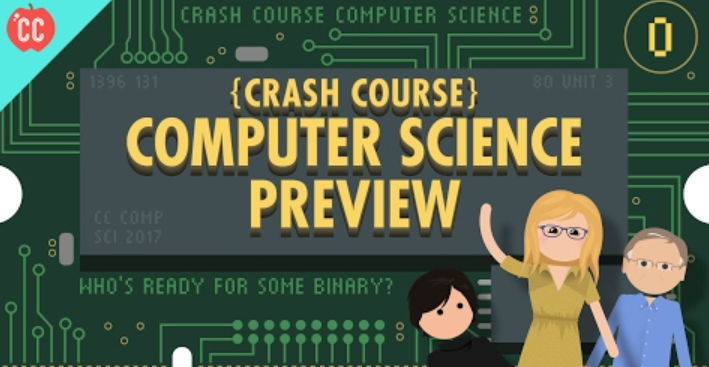 CC
CRASH COURSE COMPUTER SCIENCE
0
1396 131
80 UNIT 3
{CRASH COURSE}
COMPUTER SCIENCE
PREVIEW
CC COMP
SCI 2017
WHO'S READY FOR SOME BINARY?